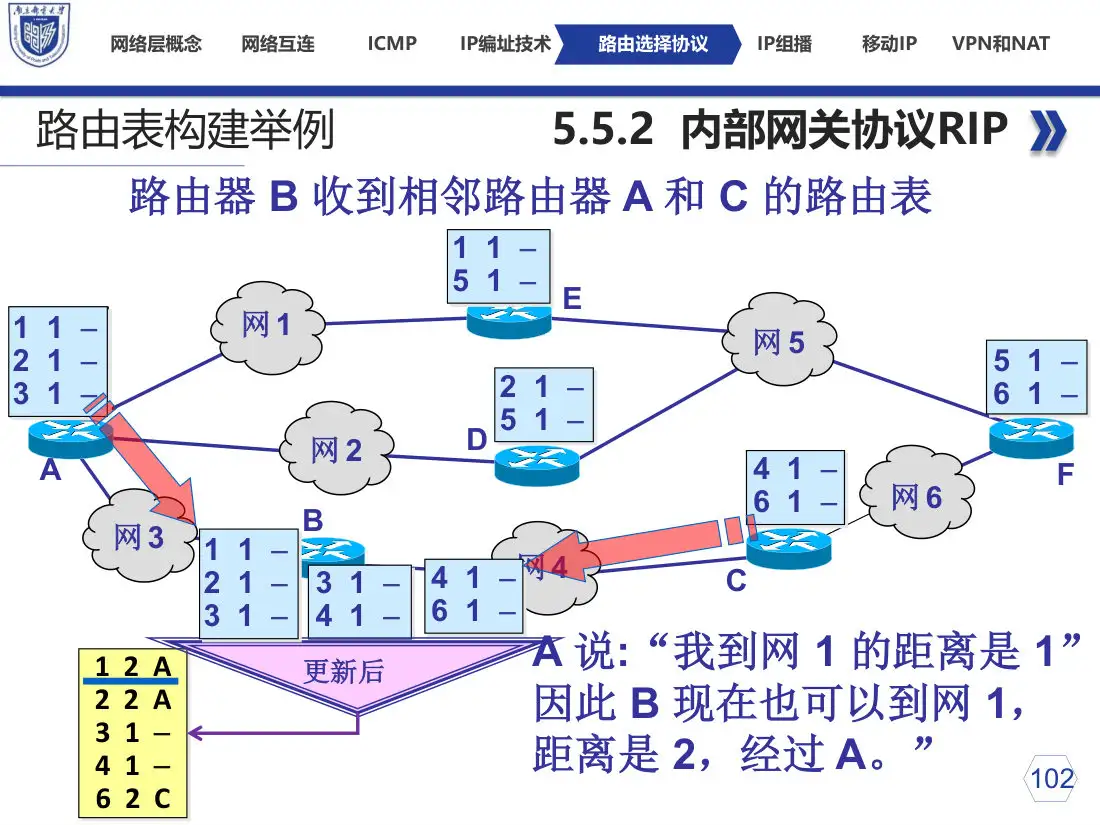 网络层概念 网络互连 ICMP IP编址技术 路由选择协议 IP组播 移动IP VPN和NAT
路由表构建举例 5.5.2 内部网关协议RIP
路由器 B 收到相邻路由器 A 和 C 的路由表
1 1 –
5 1 –
E
网 1
1 1 –
2 1 –
3 1 –
A
网 5
5 1 –
6 1 –
F
2 1 –
5 1 –
D
网 2
4 1 –
6 1 –
C
网 6
网 3
B
网 4
1 1 –
2 1 –
3 1 –
3 1 –
4 1 –
4 1 –
6 1 –
更新后
1 2 A
2 2 A
3 1 –
4 1 –
6 2 C
A 说:“我到网 1 的距离是 1”
因此 B 现在也可以到网 1，
距离是 2，经过 A。”
102